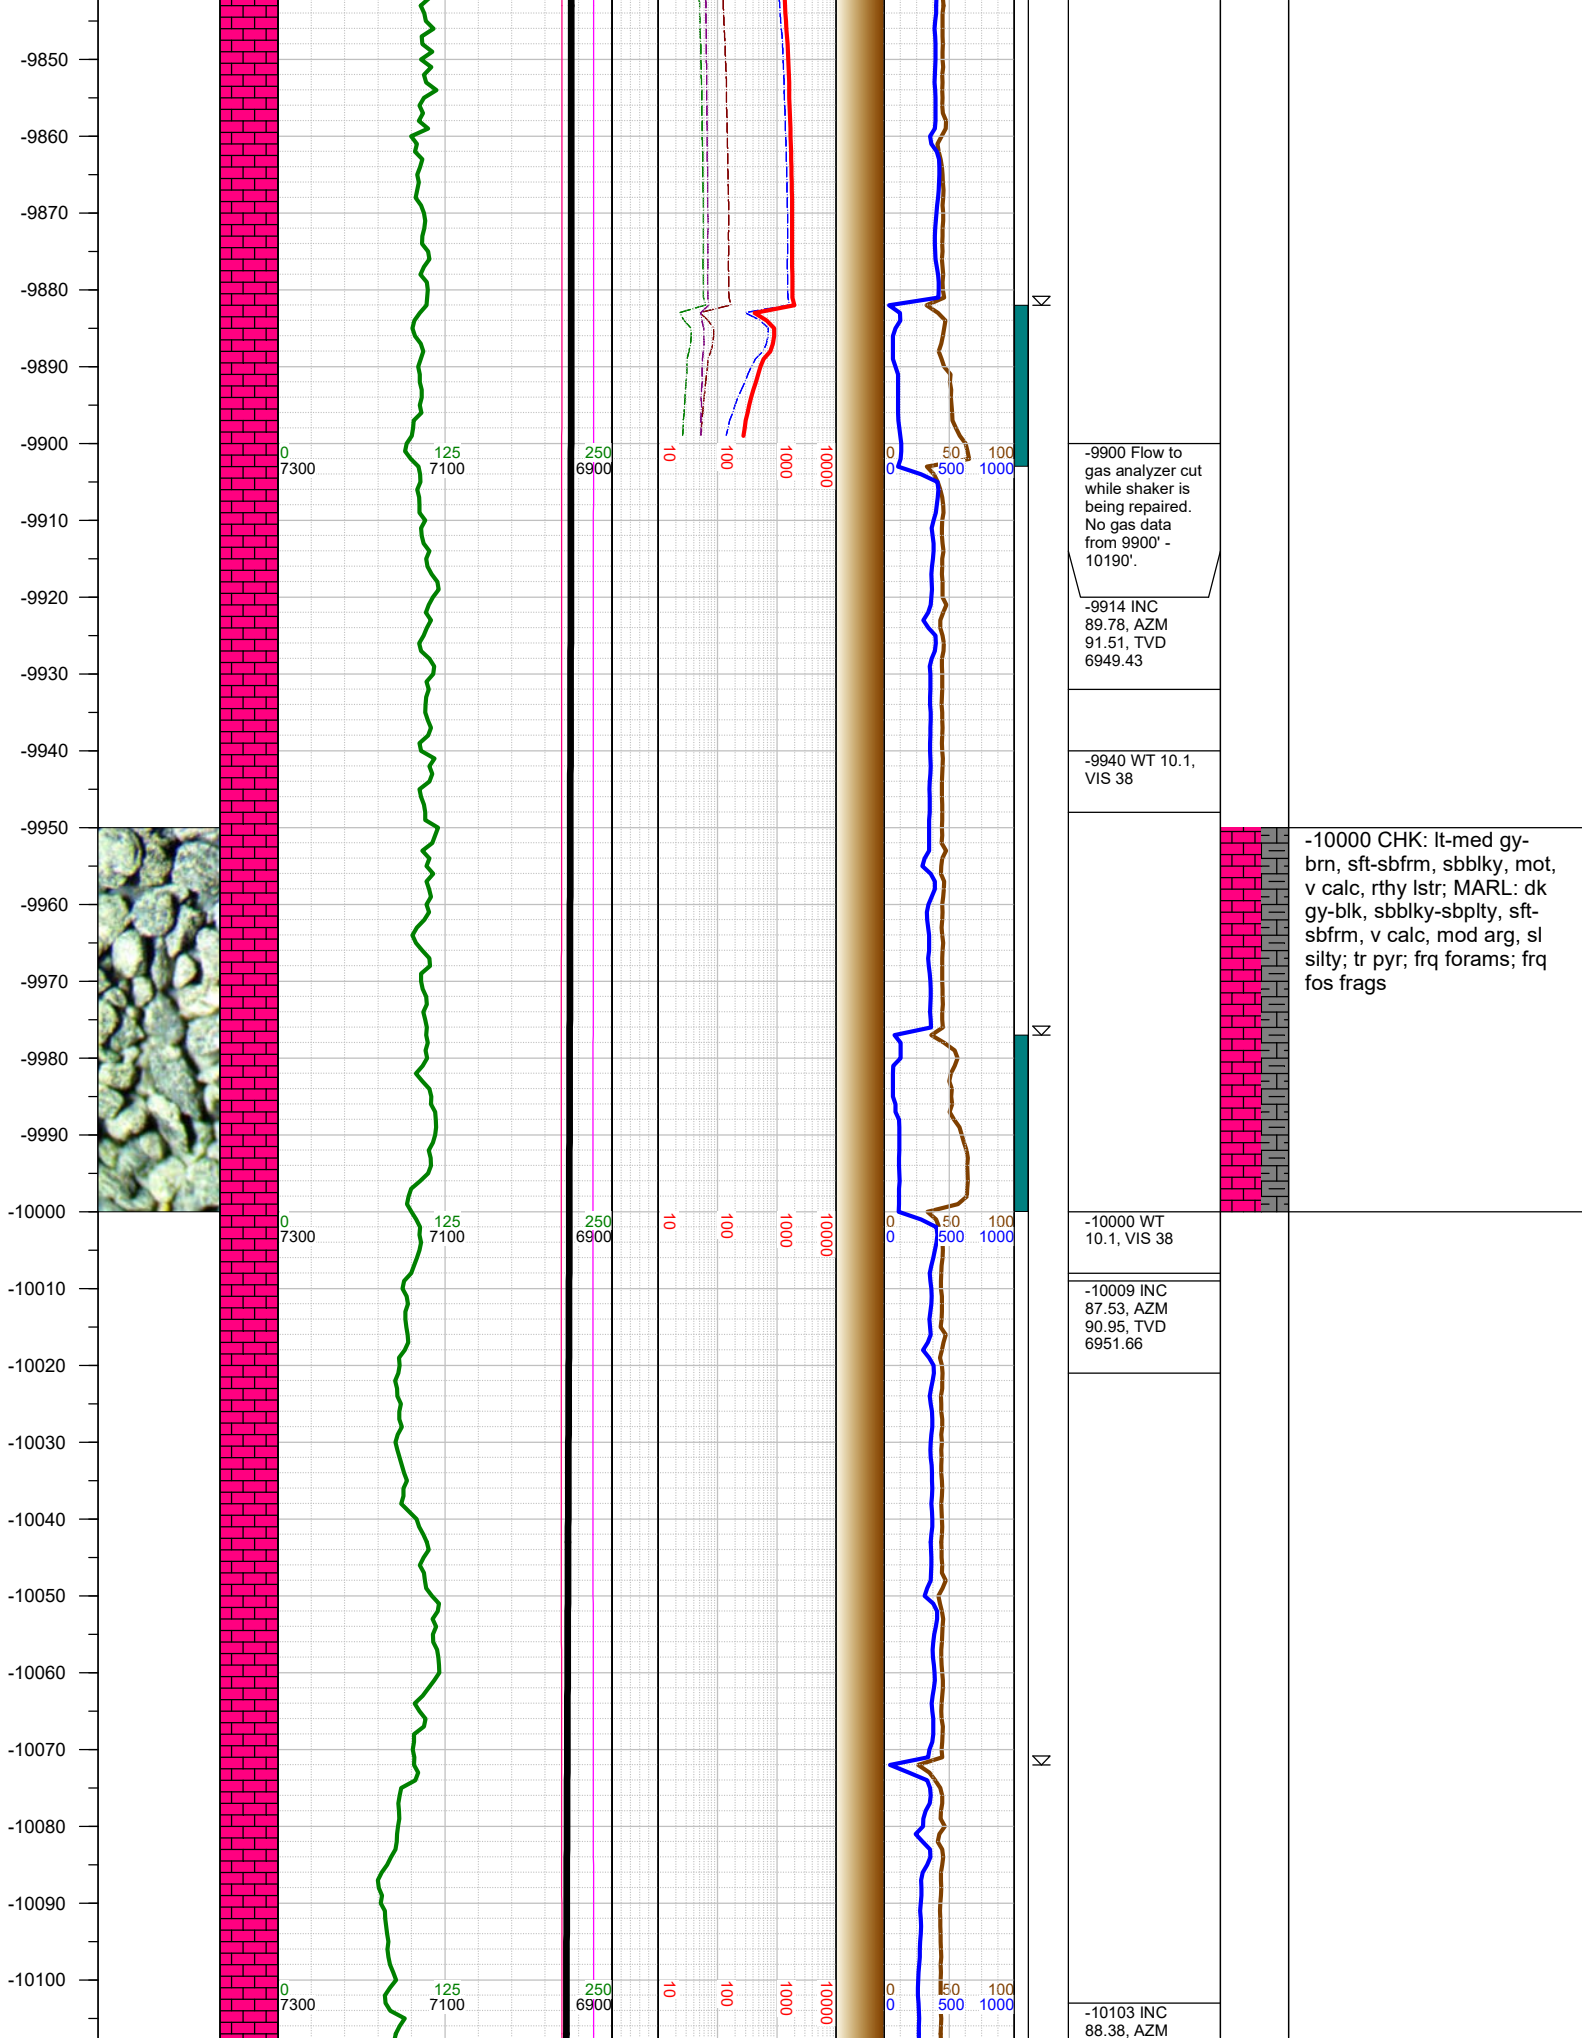 -9850
-9860
-9870
-9880
-9890
-9900
0 125 250
7300 7100 6900
10 100 1000 10000
0 50 100
0 500 1000
-9900 Flow to
gas analyzer cut
while shaker is
being repaired.
No gas data
from 9900' -
10190'.
-9910
-9920
-9914 INC
89.78, AZM
91.51, TVD
6949.43
-9930
-9940
-9940 WT 10.1,
VIS 38
-9950
-10000 CHK: lt-med gy-
brn, sft-sbfrm, sbblky, mot,
v calc, rthy lstr; MARL: dk
gy-blk, sbblky-sbplty, sft-
sbfrm, v calc, mod arg, sl
silty; tr pyr; frq forams; frq
fos frags
-9960
-9970
-9980
-9990
-10000
0 125 250
7300 7100 6900
10 100 1000 10000
0 50 100
0 500 1000
-10000 WT
10.1, VIS 38
-10010
-10009 INC
87.53, AZM
90.95, TVD
6951.66
-10020
-10030
-10040
-10050
-10060
-10070
-10080
-10090
-10100
0 125 250
7300 7100 6900
10 100 1000 10000
0 50 100
0 500 1000
-10103 INC
88.38, AZM